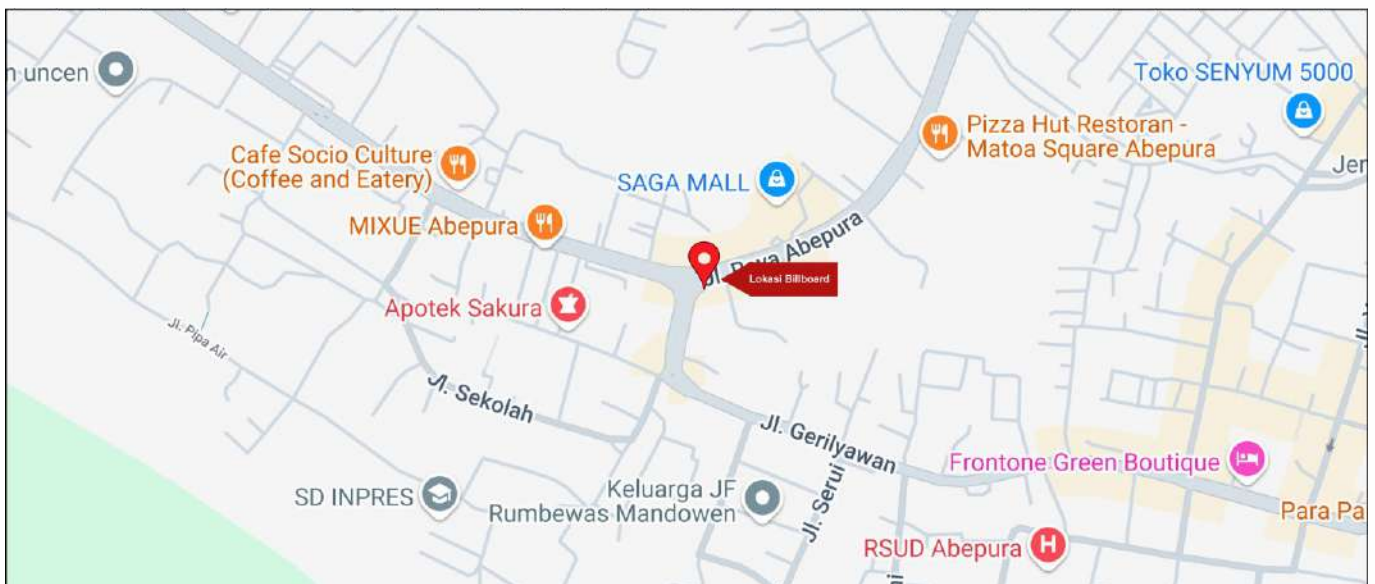 n uncen
Toko SENYUM 5000
Pizza Hut Restoran -
Matoa Square Abepura
Jer
Cafe Socio Culture
(Coffee and Eatery)
SAGA MALL
MIXUE Abepura
Jl. Raya Abepura
Lokasi Billboard
Apotek Sakura
Jl. Pipa Air
Jl. Sekolah
Jl. Gerilyawan
Frontone Green Boutique
SD INPRES
Keluarga JF
Rumbewas Mandowen
Jl. Serui
Para Pa
RSUD Abepura
H